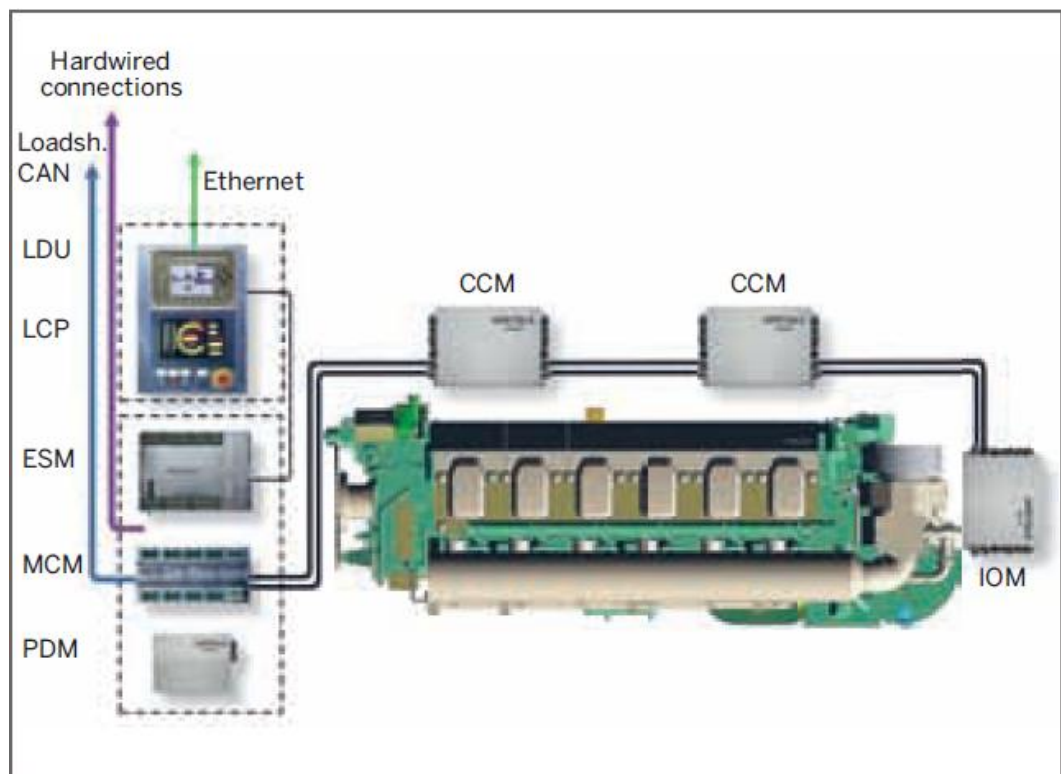 Hardwired
connections
Loadsh.
CAN
Ethernet
LDU
LCP
CCM
CCM
ESM
MCM
IOM
PDM